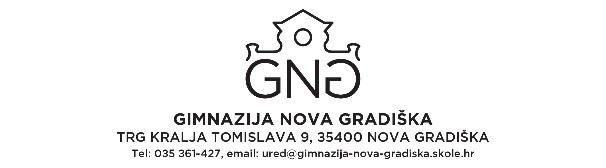 GNG
GIMNAZIJA NOVA GRADIŠKA
TRG KRALJA TOMISLAVA 9, 35400 NOVA GRADIŠKA
Tel: 035 361-427, email: ured@gimnazija-nova-gradiska.skole.hr